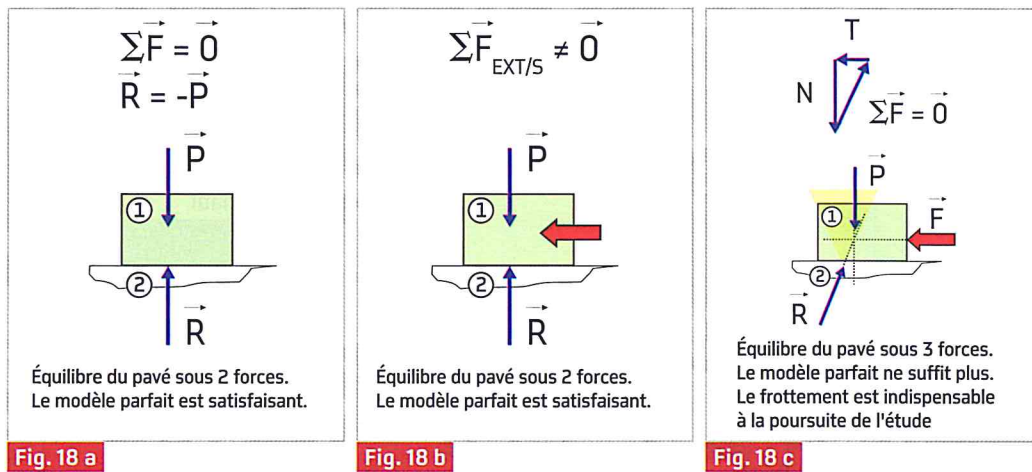 ΣF⃗ = 0⃗
R⃗ = -P⃗
P⃗
①
②
R⃗
Équilibre du pavé sous 2 forces.
Le modèle parfait est satisfaisant.
Fig. 18 a
ΣF⃗EXT/S ≠ 0⃗
P⃗
①
②
R⃗
Équilibre du pavé sous 2 forces.
Le modèle parfait est satisfaisant.
Fig. 18 b
T
N
ΣF⃗ = 0⃗
P⃗
①
F⃗
②
R⃗
Équilibre du pavé sous 3 forces.
Le modèle parfait ne suffit plus.
Le frottement est indispensable
à la poursuite de l'étude
Fig. 18 c